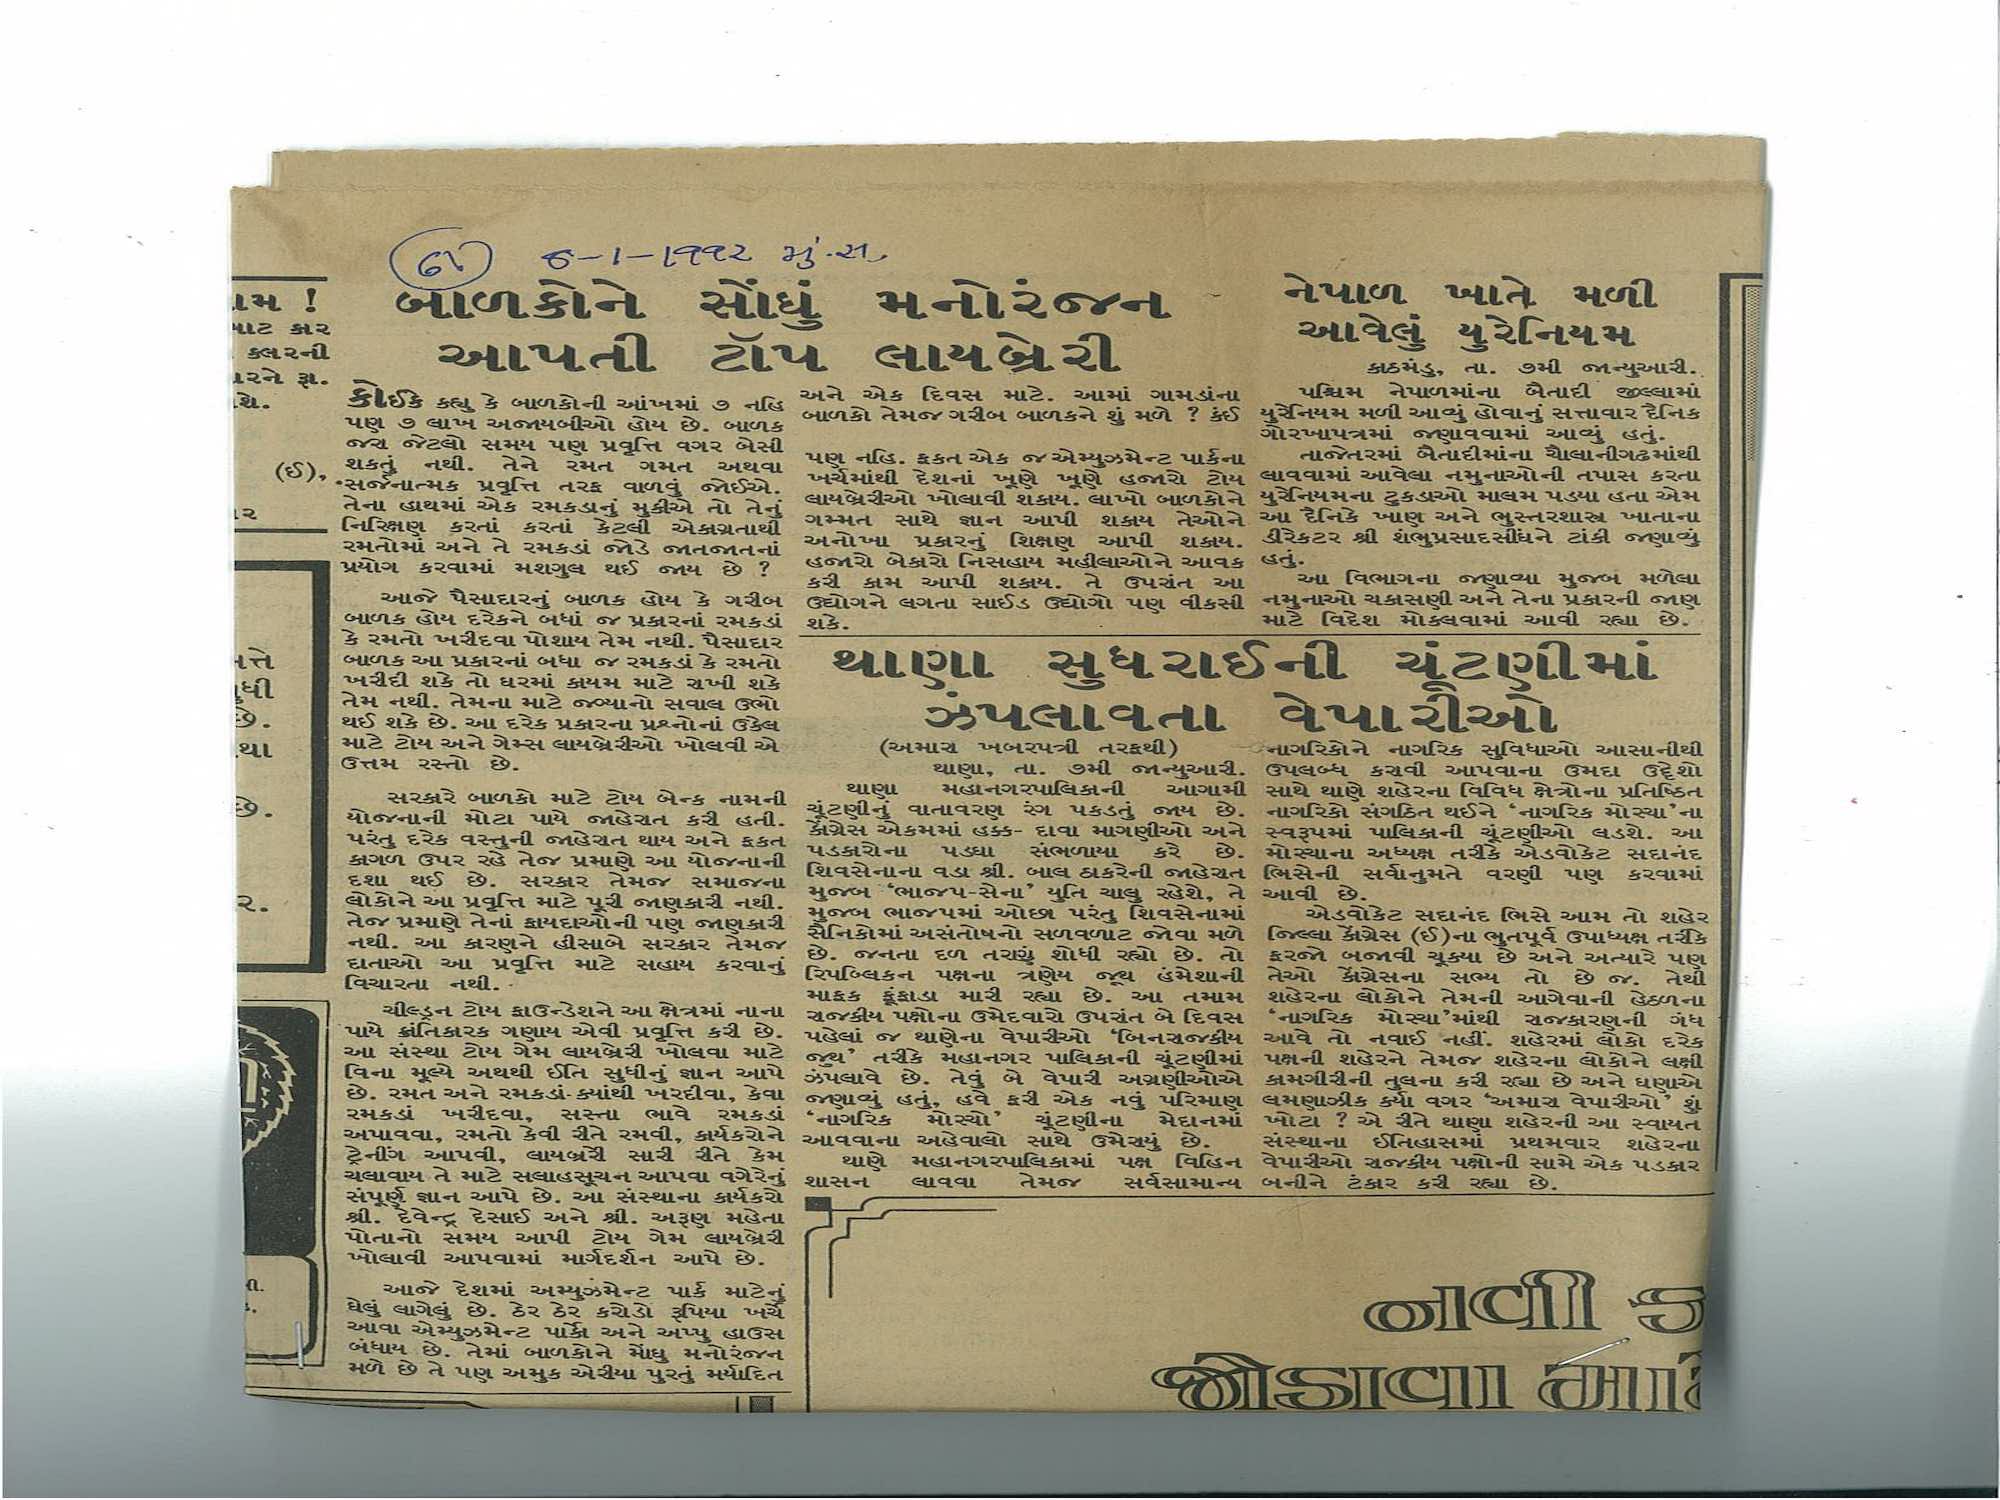 ૮-૧-૧૯૯૨ મું.સ.
બાળકોને સોંઘું મનોરંજન
આપતી ટૉપ લાયબ્રેરી
કોઈકે કહ્યુ કે બાળકોની આંખમાં ૭ નહિ
પણ ૭ લાખ અજાયબીઓ હોય છે. બાળક
જરા જેટલો સમય પણ પ્રવૃત્તિ વગર બેસી
શકતું નથી. તેને રમત ગમત અથવા
સર્જનાત્મક પ્રવૃત્તિ તરફ વાળવું જોઈએ.
તેના હાથમાં એક રમકડાનું મુકીએ તો તેનું
નિરિક્ષણ કરતાં કરતાં કેટલી એકાગ્રતાથી
રમતોમાં અને તે રમકડાં જોડે જાતજાતનાં
પ્રયોગ કરવામાં મશગુલ થઈ જાય છે ?
આજે પૈસાદારનું બાળક હોય કે ગરીબ
બાળક હોય દરેકને બધાં જ પ્રકારનાં રમકડાં
કે રમતો ખરીદવા પોશાય તેમ નથી. પૈસાદાર
બાળક આ પ્રકારનાં બધા જ રમકડાં કે રમતો
ખરીદી શકે તો ઘરમાં કાયમ માટે રાખી શકે
તેમ નથી. તેમના માટે જગ્યાનો સવાલ ઉભો
થઈ શકે છે. આ દરેક પ્રકારના પ્રશ્નોનાં ઉકેલ
માટે ટોય અને ગેમ્સ લાયબ્રેરીઓ ખોલવી એ
ઉત્તમ રસ્તો છે.
સરકારે બાળકો માટે ટોય બેન્ક નામની
યોજનાની મોટા પાયે જાહેરાત કરી હતી.
પરંતુ દરેક વસ્તુની જાહેરાત થાય અને ફકત
કાગળ ઉપર રહે તેજ પ્રમાણે આ યોજનાની
દશા થઈ છે. સરકાર તેમજ સમાજના
લોકોને આ પ્રવૃત્તિ માટે પૂરી જાણકારી નથી.
તેજ પ્રમાણે તેનાં ફાયદાઓની પણ જાણકારી
નથી. આ કારણને હીસાબે સરકાર તેમજ
દાતાઓ આ પ્રવૃત્તિ માટે સહાય કરવાનું
વિચારતા નથી.
ચીલ્ડ્રન ટોય ફાઉન્ડેશને આ ક્ષેત્રમાં નાના
પાયે ક્રાંતિકારક ગણાય એવી પ્રવૃત્તિ કરી છે.
આ સંસ્થા ટોય ગેમ લાયબ્રેરી ખોલવા માટે
વિના મૂલ્યે અથથી ઈતિ સુધીનું જ્ઞાન આપે
છે. રમત અને રમકડાં ક્યાંથી ખરદીવા, કેવા
રમકડાં ખરીદવા, સસ્તા ભાવે રમકડાં
અપાવવા, રમતો કેવી રીતે રમવી, કાર્યકરોને
ટ્રેનીંગ આપવી, લાયબ્રેરી સારી રીતે કેમ
ચલાવાય તે માટે સલાહસૂચન આપવા વગેરેનું
સંપૂર્ણ જ્ઞાન આપે છે. આ સંસ્થાના કાર્યકરો
શ્રી. દેવેન્દ્ર દેસાઈ અને શ્રી. અરૂણ મહેતા
પોતાનો સમય આપી ટોય ગેમ લાયબ્રેરી
ખોલાવી આપવામાં માર્ગદર્શન આપે છે.
આજે દેશમાં અમ્યુઝમેન્ટ પાર્ક માટેનું
ઘેલું લાગેલું છે. ઠેર ઠેર કરોડો રૂપિયા ખર્ચે
આવા એમ્યુઝમેન્ટ પાર્કો અને અપ્પુ હાઉસ
બંધાય છે. તેમાં બાળકોને મોંઘુ મનોરંજન
મળે છે તે પણ અમુક એરીયા પુરતું મર્યાદિત
અને એક દિવસ માટે. આમાં ગામડાંના
બાળકો તેમજ ગરીબ બાળકને શું મળે ? કંઈ
પણ નહિ. ફકત એક જ એમ્યુઝમેન્ટ પાર્કના
ખર્ચમાંથી દેશનાં ખૂણે ખૂણે હજારો ટોય
લાયબ્રેરીઓ ખોલાવી શકાય. લાખો બાળકોને
ગમ્મત સાથે જ્ઞાન આપી શકાય તેઓને
અનોખા પ્રકારનું શિક્ષણ આપી શકાય.
હજારો બેકારો નિસહાય મહીલાઓને આવક
કરી કામ આપી શકાય. તે ઉપરાંત આ
ઉદ્યોગને લગતા સાઈડ ઉદ્યોગો પણ વીકસી
શકે.
નેપાળ ખાતે મળી
આવેલું યુરેનિયમ
કાઠમંડુ, તા. ૭મી જાન્યુઆરી.
પશ્ચિમ નેપાળમાંના બૈતાદી જીલ્લામાં
યુરેનિયમ મળી આવ્યું હોવાનું સત્તાવાર દૈનિક
ગોરખાપત્રમાં જણાવવામાં આવ્યું હતું.
તાજેતરમાં બૈતાદીમાંના ચૌલાનીગઢમાંથી
લાવવામાં આવેલા નમુનાઓની તપાસ કરતા
યુરેનિયમના ટુકડાઓ માલમ પડયા હતા એમ
આ દૈનિકે ખાણ અને ભુસ્તરશાસ્ત્ર ખાતાના
ડીરેકટર શ્રી શંભુપ્રસાદસીંઘને ટાંકી જણાવ્યું
હતું.
આ વિભાગના જણાવ્યા મુજબ મળેલા
નમુનાઓ ચકાસણી અને તેના પ્રકારની જાણ
માટે વિદેશ મોકલવામાં આવી રહ્યા છે.
થાણા સુધરાઈની ચૂંટણીમાં
ઝંપલાવતા વેપારીઓ
(અમારા ખબરપત્રી તરફથી)
થાણા, તા. ૭મી જાન્યુઆરી.
થાણા મહાનગરપાલિકાની આગામી
ચૂંટણીનું વાતાવરણ રંગ પકડતું જાય છે.
કોંગ્રેસ એકમમાં હક્ક- દાવા માગણીઓ અને
પડકારોના પડઘા સંભળાયા કરે છે.
શિવસેનાના વડા શ્રી. બાલ ઠાકરેની જાહેરાત
મુજબ ‘ભાજપ-સેના’ યુતિ ચાલુ રહેશે, તે
મુજબ ભાજપમાં ઓછા પરંતુ શિવસેનામાં
સૈનિકોમાં અસંતોષનો સળવળાટ જોવા મળે
છે. જનતા દળ તરાણું શોધી રહ્યો છે. તો
રિપબ્લિકન પક્ષના ત્રણેય જૂથ હંમેશાની
માફક ફૂંફાડા મારી રહ્યા છે. આ તમામ
રાજકીય પક્ષોના ઉમેદવારો ઉપરાંત બે દિવસ
પહેલાં જ થાણેના વેપારીઓ ‘બિનરાજકીય
જુથ’ તરીકે મહાનગર પાલિકાની ચૂંટણીમાં
ઝંપલાવે છે. તેવું બે વેપારી અગ્રણીઓએ
જણાવ્યું હતું, હવે ફરી એક નવું પરિમાણ
‘નાગરિક મોરચો’ ચૂંટણીના મેદાનમાં
આવવાના અહેવાલો સાથે ઉમેરાયું છે.
થાણે મહાનગરપાલિકામાં પક્ષ વિહિન
શાસન લાવવા તેમજ સર્વસામાન્ય
નાગરિકોને નાગરિક સુવિધાઓ આસાનીથી
ઉપલબ્ધ કરાવી આપવાના ઉમદા ઉદ્દેશો
સાથે થાણે શહેરના વિવિધ ક્ષેત્રોના પ્રતિષ્ઠિત
નાગરિકો સંગઠિત થઈને ‘નાગરિક મોરચા’ના
સ્વરૂપમાં પાલિકાની ચૂંટણીઓ લડશે. આ
મોરચાના અધ્યક્ષ તરીકે એડવોકેટ સદાનંદ
ભિસેની સર્વાનુમતે વરણી પણ કરવામાં
આવી છે.
એડવોકેટ સદાનંદ ભિસે આમ તો શહેર
જિલ્લા કોંગ્રેસ (ઈ)ના ભુતપૂર્વ ઉપાધ્યક્ષ તરીકે
ફરજો બજાવી ચૂક્યા છે અને અત્યારે પણ
તેઓ કોંગ્રેસના સભ્ય તો છે જ. તેથી
શહેરના લોકોને તેમની આગેવાની હેઠળના
‘નાગરિક મોરચા’માંથી રાજકારણની ગંધ
આવે તો નવાઈ નહીં. શહેરમાં લોકો દરેક
પક્ષની શહેરને તેમજ શહેરના લોકોને લક્ષી
કામગીરીની તુલના કરી રહ્યા છે અને ઘણાએ
લમણાઝીક કર્યા વગર ‘અમારા વેપારીઓ’ શું
ખોટા ? એ રીતે થાણા શહેરની આ સ્વાયત
સંસ્થાના ઈતિહાસમાં પ્રથમવાર શહેરના
વેપારીઓ રાજકીય પક્ષોની સામે એક પડકાર
બનીને ટંકાર કરી રહ્યા છે.
નવી
જોડાવા